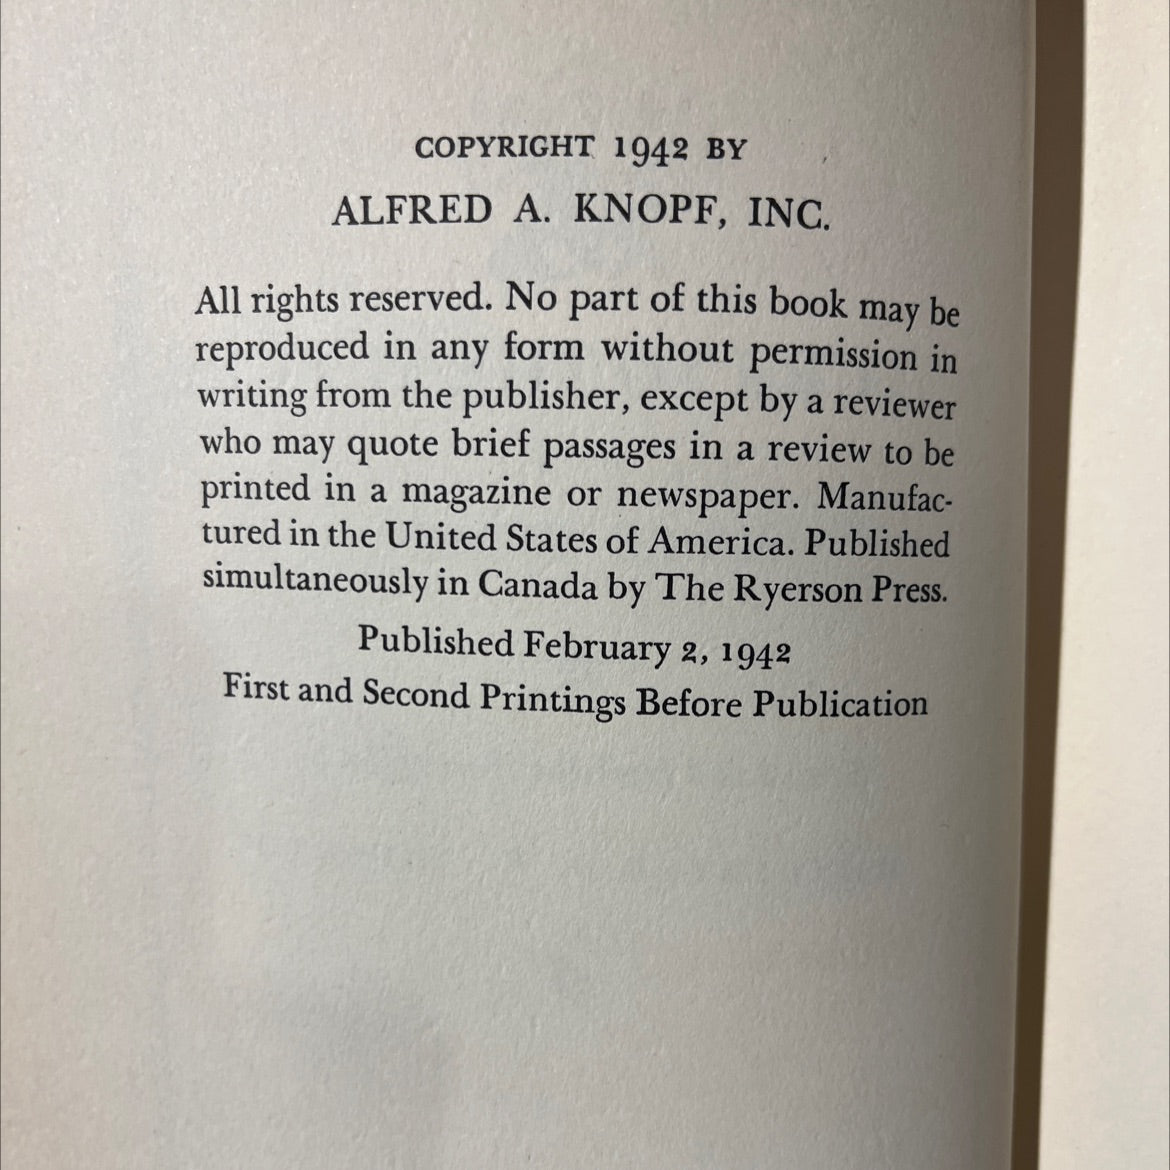 COPYRIGHT 1942 BY
ALFRED A. KNOPF, INC.
All rights reserved. No part of this book may be
reproduced in any form without permission in
writing from the publisher, except by a reviewer
who may quote brief passages in a review to be
printed in a magazine or newspaper. Manufac-
tured in the United States of America. Published
simultaneously in Canada by The Ryerson Press.
Published February 2, 1942
First and Second Printings Before Publication